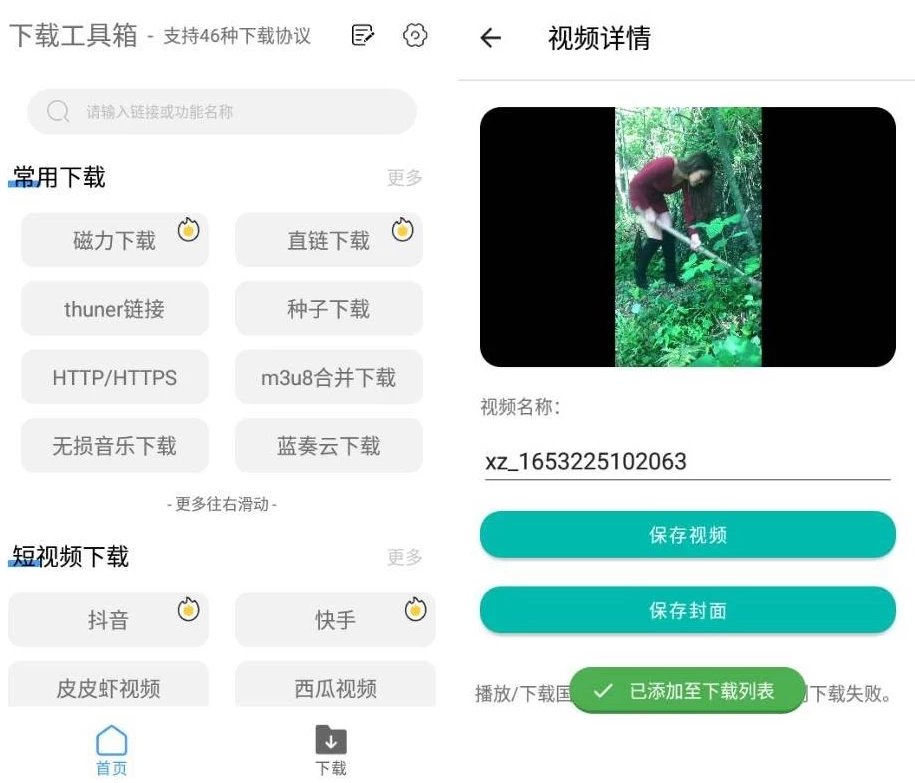 下载工具箱 - 支持46种下载协议
请输入链接或功能名称
常用下载 更多
磁力下载 直链下载
thuner链接 种子下载
HTTP/HTTPS m3u8合并下载
无损音乐下载 蓝奏云下载
- 更多往右滑动 -
短视频下载 更多
抖音 快手
皮皮虾视频 西瓜视频
首页 下载
视频详情
视频名称：
xz_1653225102063
保存视频
保存封面
播放/下载国
已添加至下载列表
下载失败。